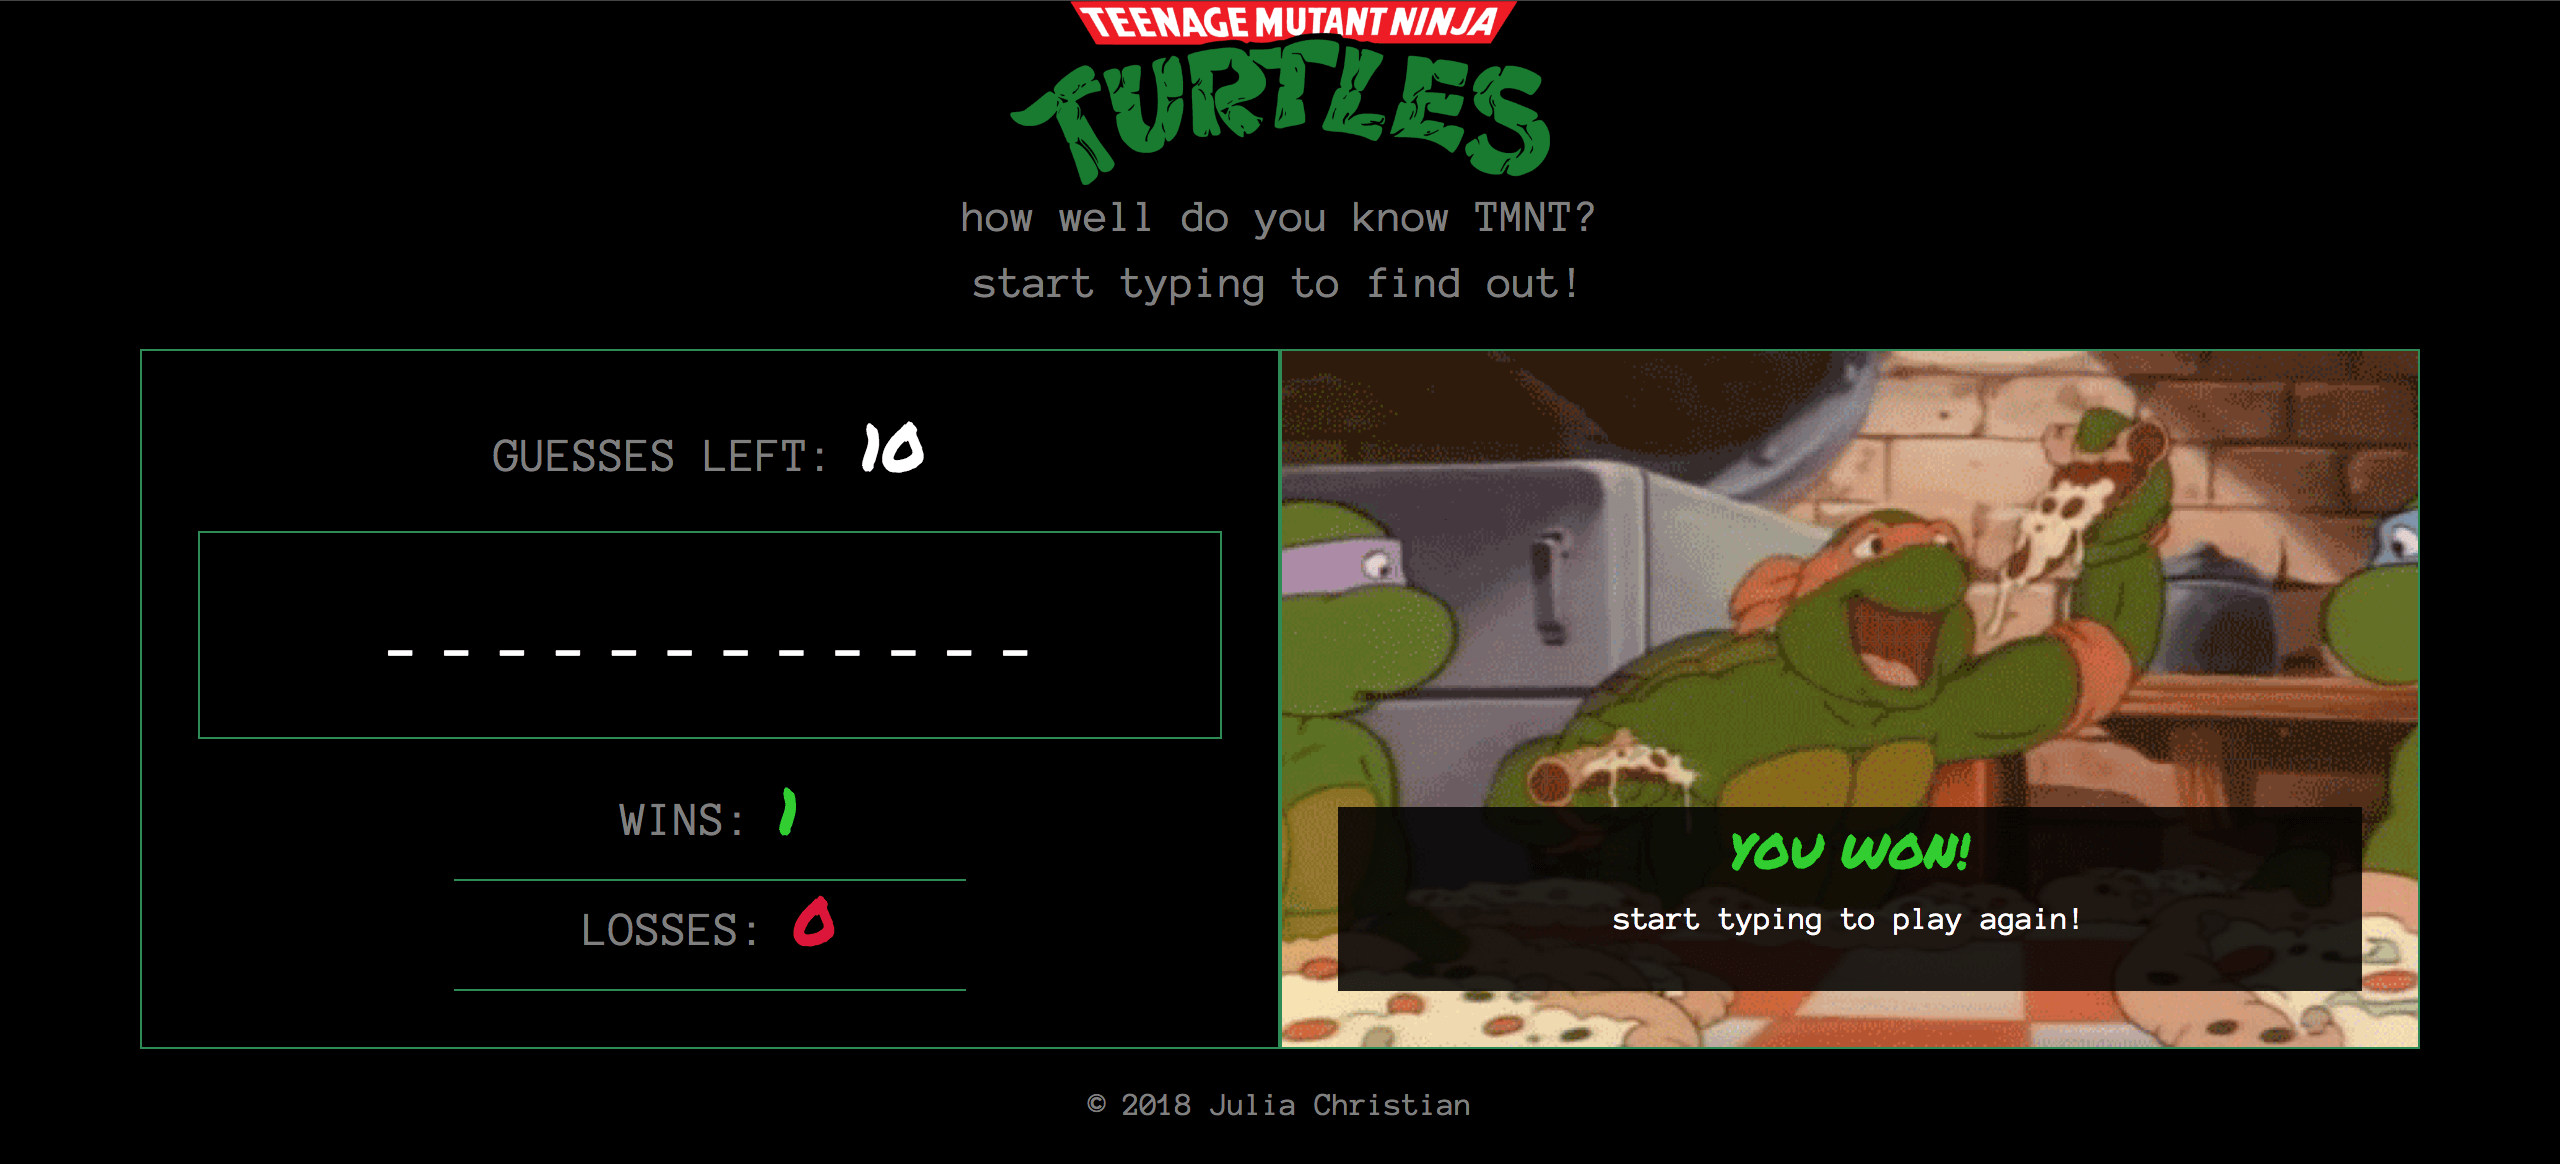 TEENAGE MUTANT NINJA
TURTLES
how well do you know TMNT?
start typing to find out!
GUESSES LEFT: 10
_ _ _ _ _ _ _ _ _ _ _ _
WINS: 1
LOSSES: 0
YOU WON!
start typing to play again!
© 2018 Julia Christian